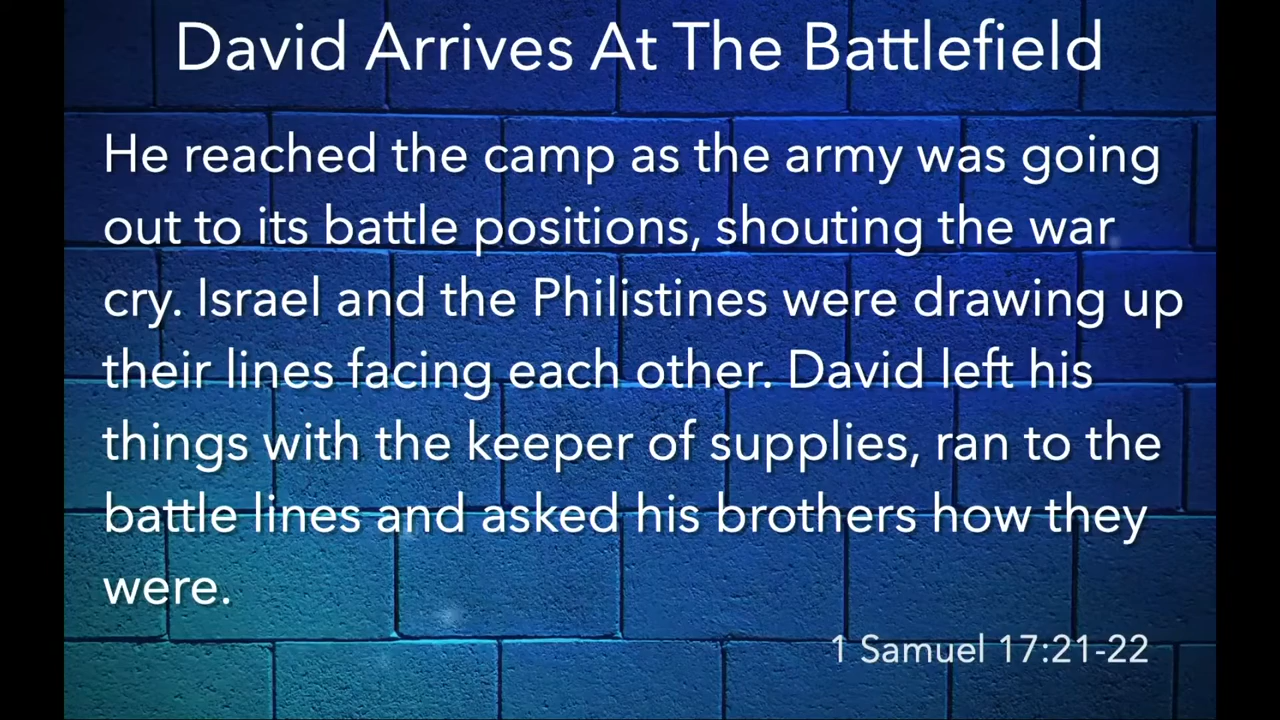 David Arrives At The Battlefield
He reached the camp as the army was going
out to its battle positions, shouting the war
cry. Israel and the Philistines were drawing up
their lines facing each other. David left his
things with the keeper of supplies, ran to the
battle lines and asked his brothers how they
were.
1 Samuel 17:21-22